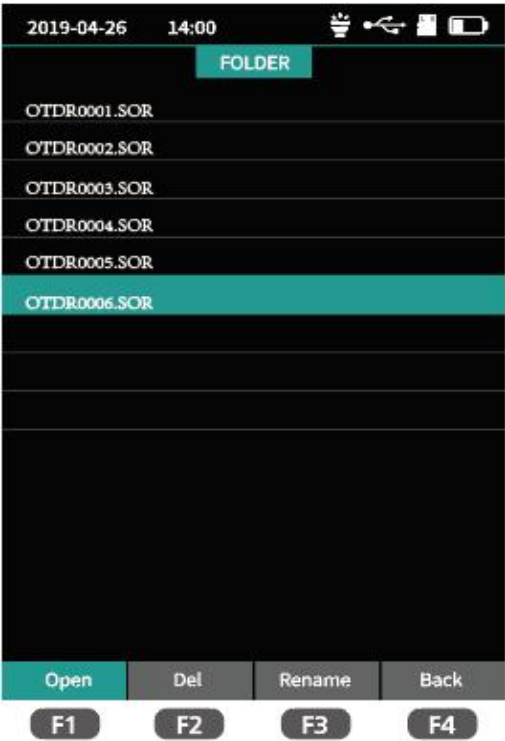 2019-04-26 14:00
FOLDER
OTDR0001.SOR
OTDR0002.SOR
OTDR0003.SOR
OTDR0004.SOR
OTDR0005.SOR
OTDR0006.SOR
Open Del Rename Back
F1 F2 F3 F4